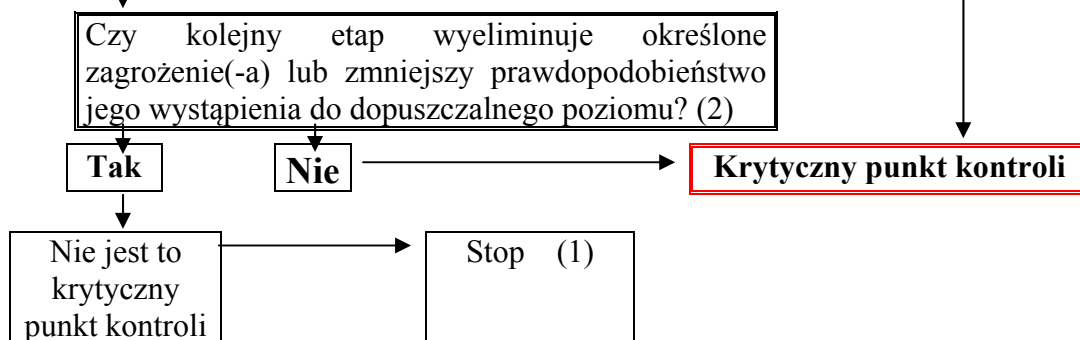 Czy kolejny etap wyeliminuje określone
zagrożenie(-a) lub zmniejszy prawdopodobieństwo
jego wystąpienia do dopuszczalnego poziomu? (2)
Tak
Nie
Krytyczny punkt kontroli
Nie jest to
krytyczny
punkt kontroli
Stop (1)